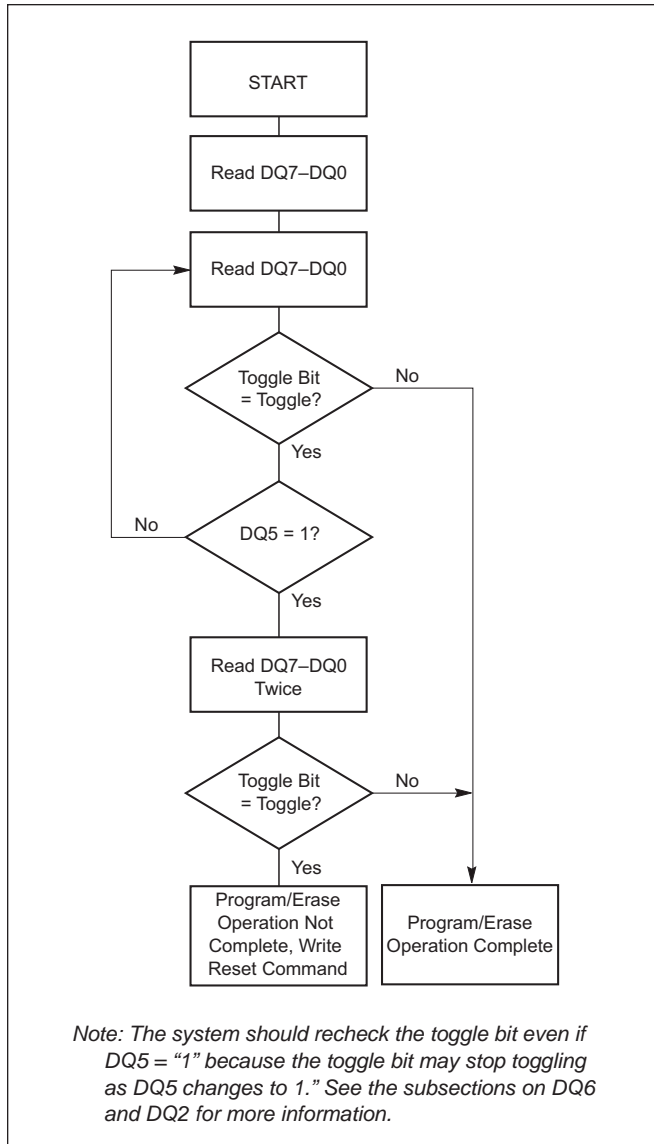 START
Read DQ7–DQ0
Read DQ7–DQ0
Toggle Bit
= Toggle?
No
Yes
No
DQ5 = 1?
Yes
Read DQ7–DQ0
Twice
Toggle Bit
= Toggle?
No
Yes
Program/Erase
Operation Not
Complete, Write
Reset Command
Program/Erase
Operation Complete
Note: The system should recheck the toggle bit even if
DQ5 = “1” because the toggle bit may stop toggling
as DQ5 changes to 1.” See the subsections on DQ6
and DQ2 for more information.